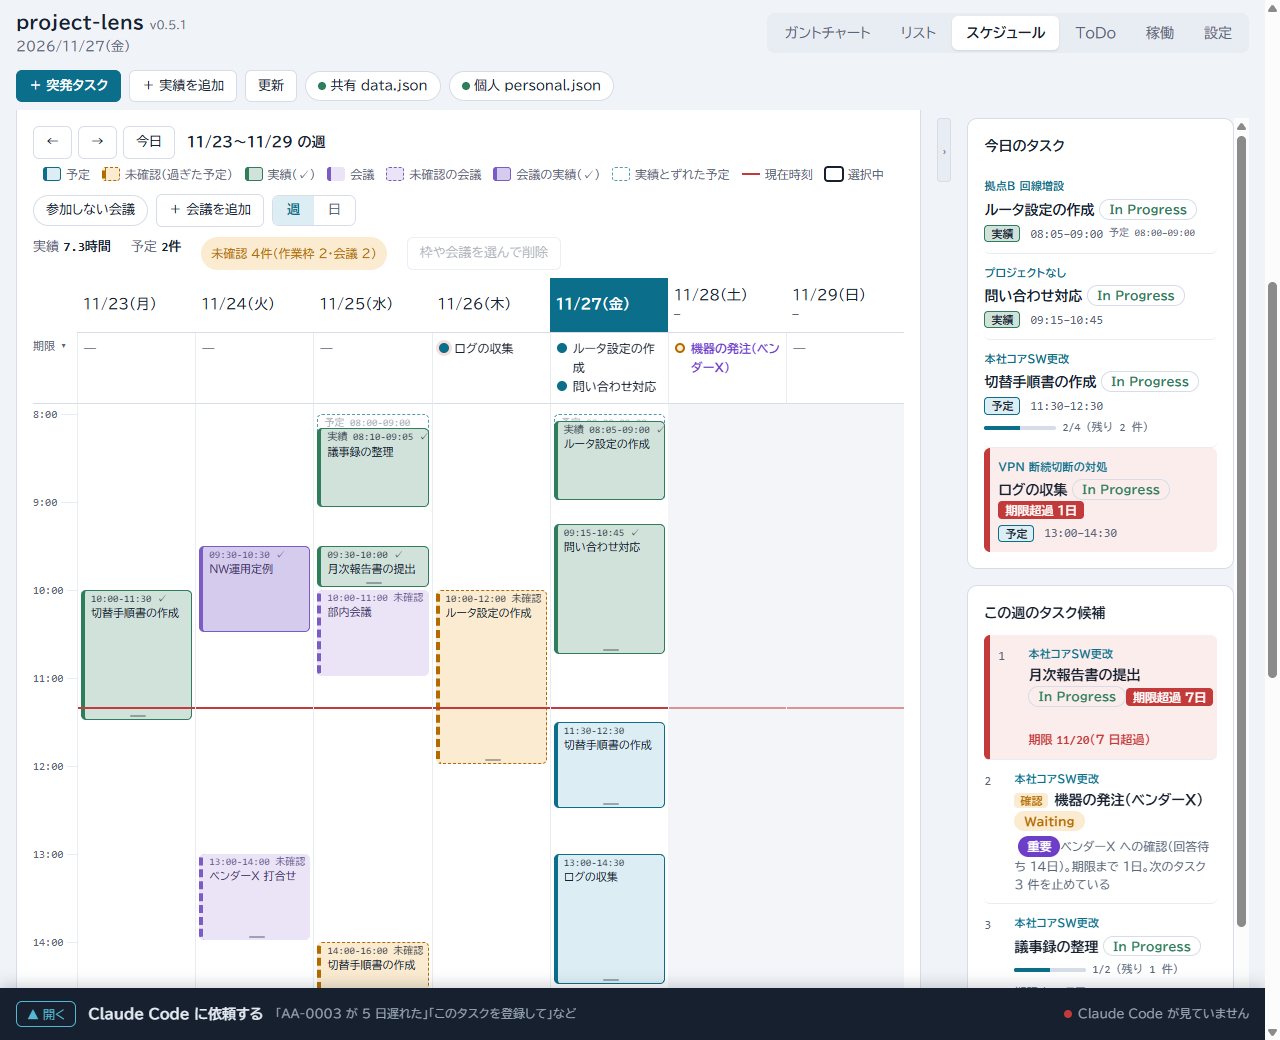 project-lens v0.5.1
2026/11/27(金)
ガントチャート リスト スケジュール ToDo 稼働 設定
＋ 突発タスク ＋ 実績を追加 更新 共有 data.json 個人 personal.json
← → 今日 11/23〜11/29 の週
予定 未確認(過ぎた予定) 実績(✓) 会議 未確認の会議 会議の実績(✓) 実績とずれた予定 現在時刻 選択中
参加しない会議 ＋ 会議を追加 週 日
実績 7.3時間 予定 2件 未確認 4件(作業枠 2・会議 2) 枠や会議を選んで削除
11/23(月) 11/24(火) 11/25(水) 11/26(木) 11/27(金) 11/28(土) – 11/29(日) –
期限 ▾ — — — ログの収集
ルータ設定の作成
問い合わせ対応
機器の発注(ベンダーX)
—
8:00
9:00
10:00
11:00
12:00
13:00
14:00
10:00-11:30 ✓
切替手順書の作成
09:30-10:30 ✓
NW運用定例
13:00-14:00 未確認
ベンダーX 打合せ
予定 08:00-09:00
実績 08:10-09:05 ✓
議事録の整理
09:30-10:00 ✓
月次報告書の提出
10:00-11:00 未確認
部内会議
14:00-16:00 未確認
切替手順書の作成
10:00-12:00 未確認
ルータ設定の作成
実績 08:05-09:00 ✓
ルータ設定の作成
09:15-10:45 ✓
問い合わせ対応
11:30-12:30
切替手順書の作成
13:00-14:30
ログの収集
›
今日のタスク
拠点B 回線増設
ルータ設定の作成 In Progress
実績 08:05-09:00 予定 08:00-09:00
プロジェクトなし
問い合わせ対応 In Progress
実績 09:15-10:45
本社コアSW更改
切替手順書の作成 In Progress
予定 11:30-12:30
2/4 (残り 2 件)
VPN 断続切断の対処
ログの収集 In Progress
期限超過 1日
予定 13:00-14:30
この週のタスク候補
1 本社コアSW更改
月次報告書の提出
In Progress 期限超過 7日
期限 11/20(7 日超過)
2 本社コアSW更改
確認 機器の発注(ベンダーX)
Waiting
重要 ベンダーX への確認(回答待
ち 14日)。期限まで 1日。次のタスク
3 件を止めている
3 本社コアSW更改
議事録の整理 In Progress
1/2 (残り 1 件)
▲ 開く Claude Code に依頼する 「AA-0003 が 5 日遅れた」「このタスクを登録して」など Claude Code が見ていません